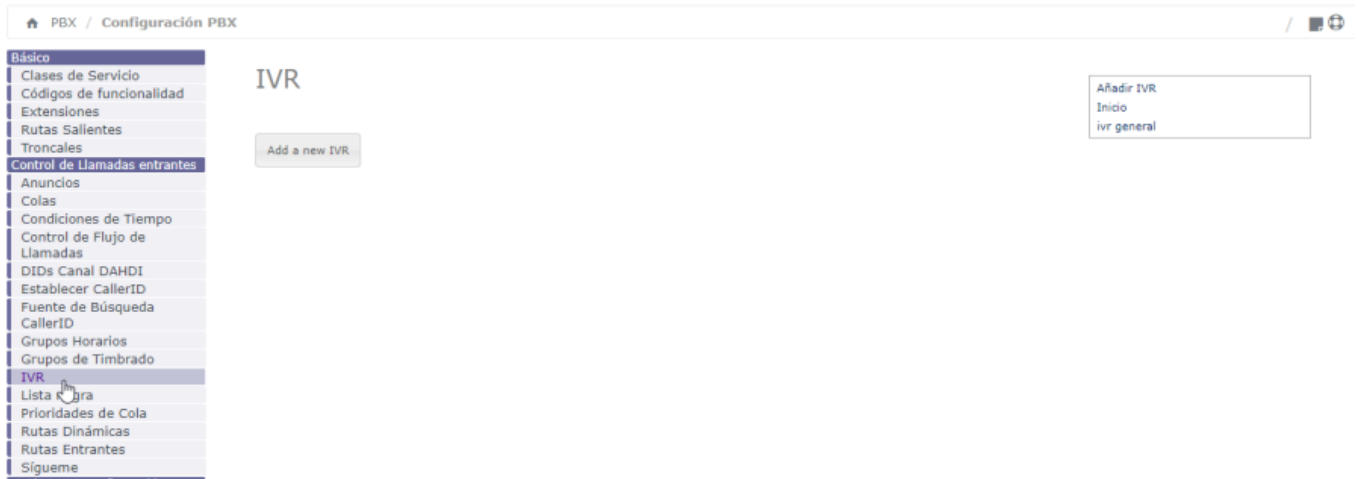 PBX / Configuración PBX
/
Básico
Clases de Servicio
Códigos de funcionalidad
Extensiones
Rutas Salientes
Troncales
Control de Llamadas entrantes
Anuncios
Colas
Condiciones de Tiempo
Control de Flujo de
Llamadas
DIDs Canal DAHDI
Establecer CallerID
Fuente de Búsqueda
CallerID
Grupos Horarios
Grupos de Timbrado
IVR
Lista negra
Prioridades de Cola
Rutas Dinámicas
Rutas Entrantes
Sígueme
IVR
Add a new IVR
Añadir IVR
Inicio
ivr general